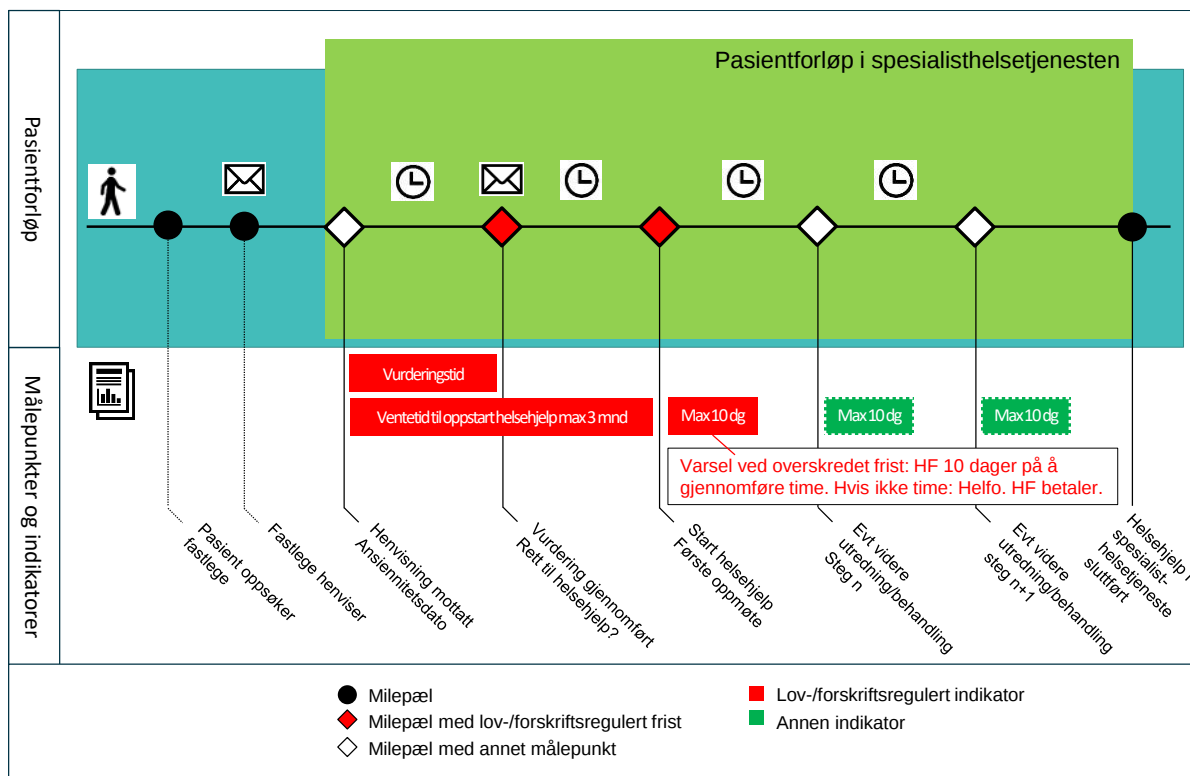 Pasientforløp i spesialisthelsetjenesten
Pasientforløp
Målepunkter og indikatorer
Vurderingstid
Ventetid til oppstart helsehjelp max 3 mnd
Max 10 dg
Max 10 dg
Max 10 dg
Varsel ved overskredet frist: HF 10 dager på å
gjennomføre time. Hvis ikke time: Helfo. HF betaler.
Pasient oppsøker
fastlege
Fastlege henviser
Henvisning mottatt
Ansiennitetsdato
Vurdering gjennomført
Rett til helsehjelp?
Start helsehjelp
Første oppmøte
Evt videre
utredning/behandling
Steg n
Evt videre
utredning/behandling
steg n+1
Helsehjelp
spesialist-
helsetjeneste
sluttført
Milepæl
Milepæl med lov-/forskriftsregulert frist
Milepæl med annet målepunkt
Lov-/forskriftsregulert indikator
Annen indikator